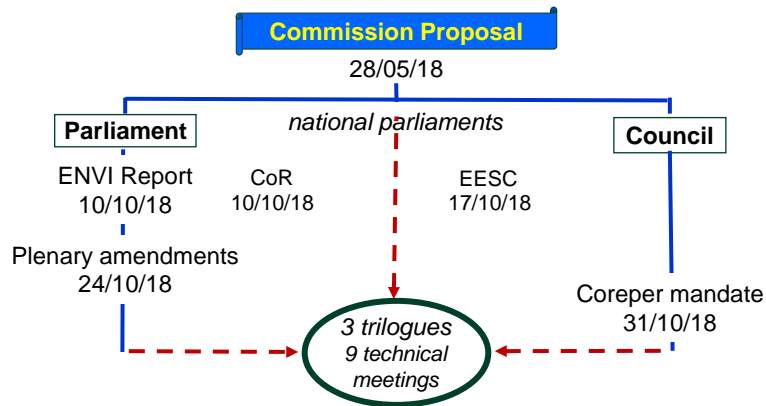 Commission Proposal
28/05/18
Parliament
national parliaments
Council
ENVI Report
10/10/18
CoR
10/10/18
EESC
17/10/18
Plenary amendments
24/10/18
Coreper mandate
31/10/18
3 trilogues
9 technical
meetings